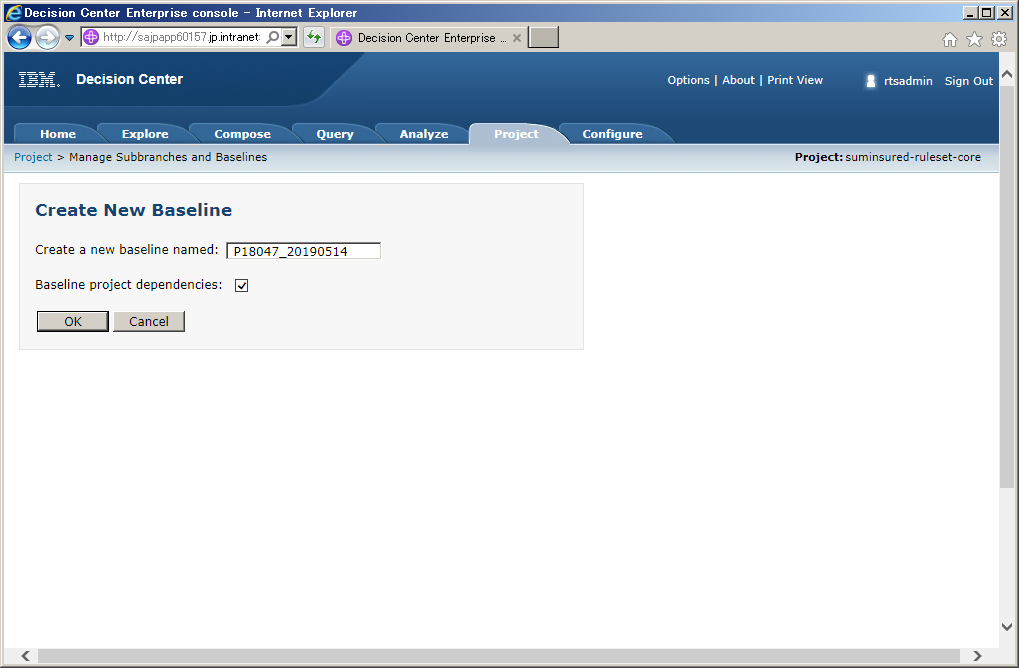 Decision Center Enterprise console - Internet Explorer
http://sajpapp60157.jp.intranet:
Decision Center Enterprise ...
IBM.
Decision Center
Options | About | Print View
rtsadmin
Sign Out
Home
Explore
Compose
Query
Analyze
Project
Configure
Project > Manage Subbranches and Baselines
Project: suminsured-ruleset-core
Create New Baseline
Create a new baseline named: P18047_20190514
Baseline project dependencies:
OK
Cancel